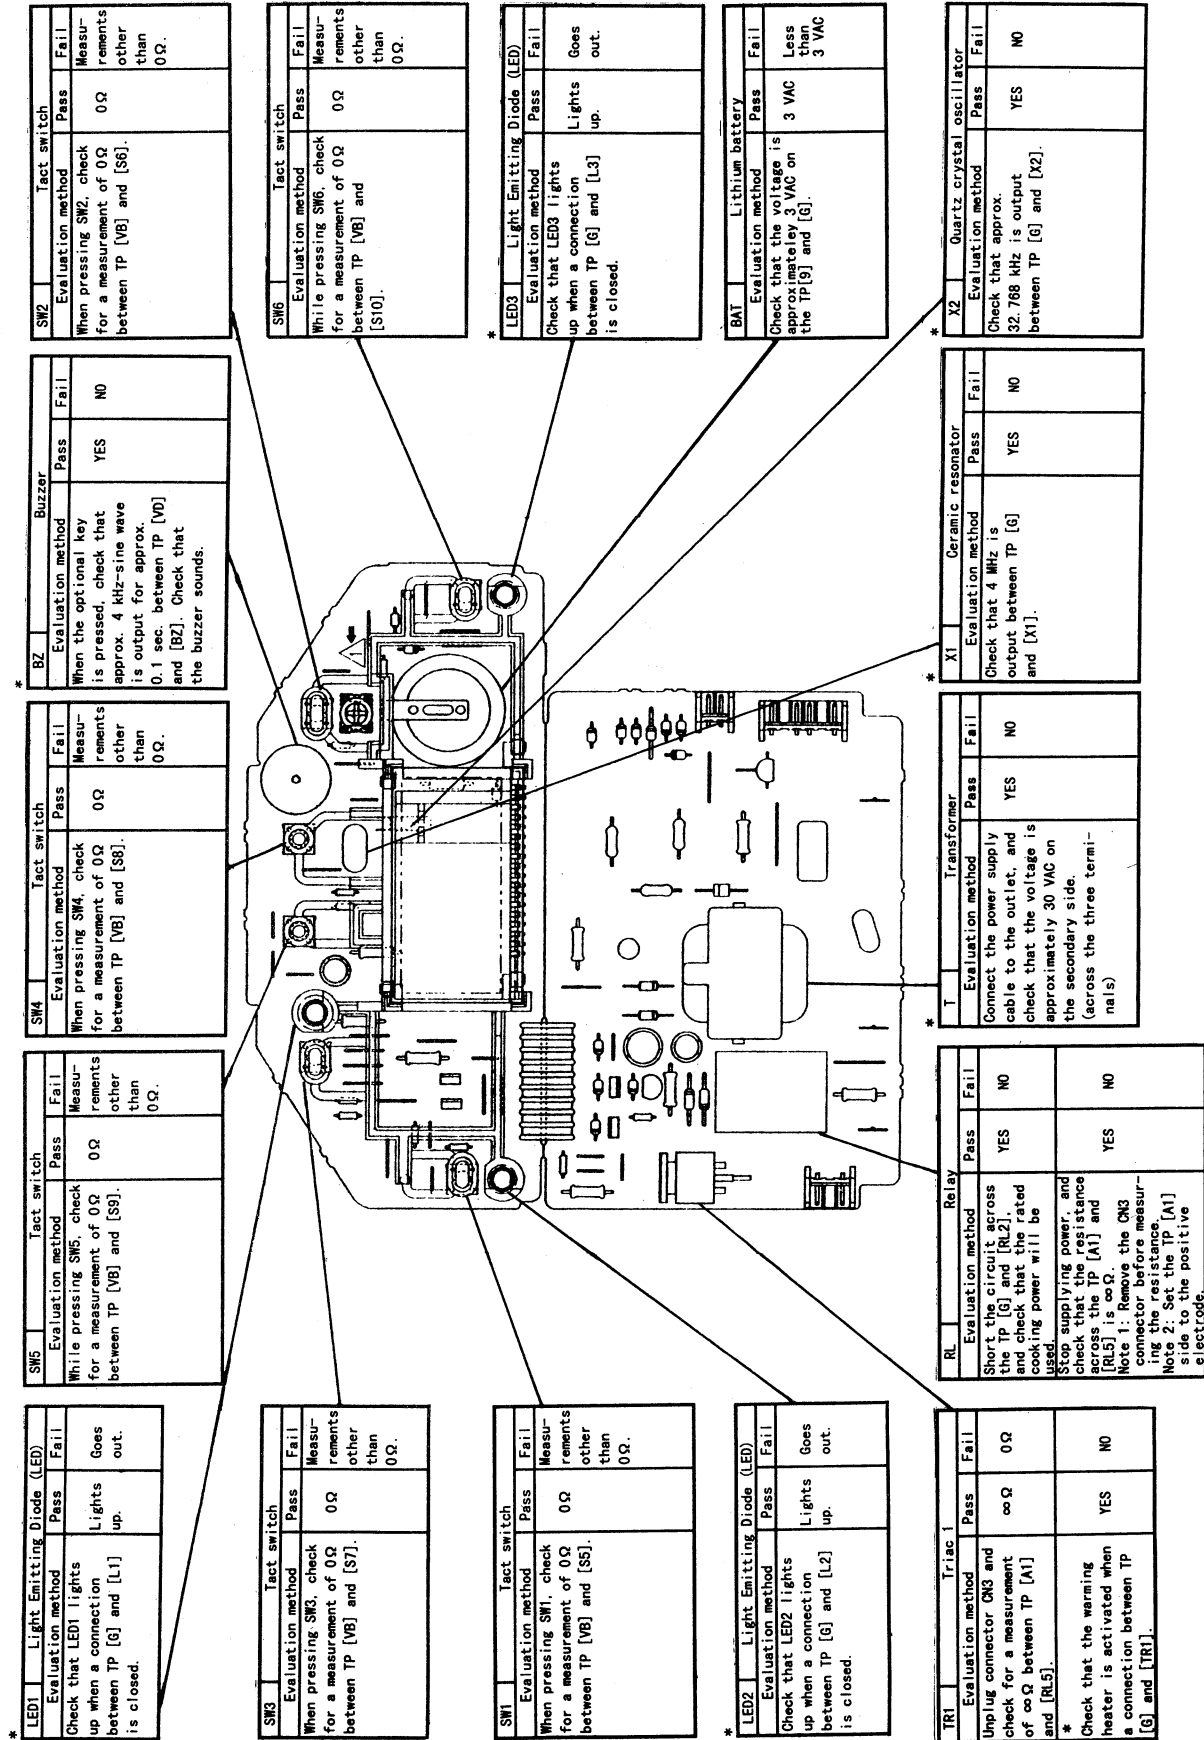 *
LED1 Light Emitting Diode (LED)
Evaluation method Pass Fail
Check that LED1 lights
up when a connection
between TP [G] and [L1]
is closed.
Lights
up.
Goes
out.
SW5 Tact switch
Evaluation method Pass Fail
While pressing SW5, check
for a measurement of 0Ω
between TP [VB] and [S9].
0Ω
Measu-
rements
other
than
0Ω.
SW4 Tact switch
Evaluation method Pass Fail
When pressing SW4, check
for a measurement of 0Ω
between TP [VB] and [S8].
0Ω
Measu-
rements
other
than
0Ω.
*
BZ Buzzer
Evaluation method Pass Fail
When the optional key
is pressed, check that
approx. 4 kHz-sine wave
is output for approx.
0.1 sec. between TP [VD]
and [BZ]. Check that
the buzzer sounds.
YES
NO
SW2 Tact switch
Evaluation method Pass Fail
When pressing SW2, check
for a measurement of 0Ω
between TP [VB] and [S6].
0Ω
Measu-
rements
other
than
0Ω.
SW3 Tact switch
Evaluation method Pass Fail
When pressing SW3, check
for a measurement of 0Ω
between TP [VB] and [S7].
0Ω
Measu-
rements
other
than
0Ω.
SW6 Tact switch
Evaluation method Pass Fail
While pressing SW6, check
for a measurement of 0Ω
between TP [VB] and
[S10].
0Ω
Measu-
rements
other
than
0Ω.
SW1 Tact switch
Evaluation method Pass Fail
When pressing SW1, check
for a measurement of 0Ω
between TP [VB] and [S5].
0Ω
Measu-
rements
other
than
0Ω.
*
LED3 Light Emitting Diode (LED)
Evaluation method Pass Fail
Check that LED3 lights
up when a connection
between TP [G] and [L3]
is closed.
Lights
up.
Goes
out.
*
LED2 Light Emitting Diode (LED)
Evaluation method Pass Fail
Check that LED2 lights
up when a connection
between TP [G] and [L2]
is closed.
Lights
up.
Goes
out.
BAT Lithium battery
Evaluation method Pass Fail
Check that the voltage is
approximateley 3 VAC on
the TP[9] and [G].
3 VAC
Less
than
3 VAC
TR1 Triac 1
Evaluation method Pass Fail
Unplug connector CN3 and
check for a measurement
of ∞Ω between TP [A1]
and [RL5].
∞Ω
0Ω
*
Check that the warming
heater is activated when
a connection between TP
[G] and [TR1].
YES
NO
RL Relay
Evaluation method Pass Fail
Short the circuit across
the TP [G] and [RL2],
and check that the rated
cooking power will be
used.
YES
NO
Stop supplying power, and
check that the resistance
across the TP [A1] and
[RL5] is ∞Ω.
Note 1: Remove the CN3
connector before measur-
ing the resistance.
Note 2: Set the TP [A1]
side to the positive
electrode.
YES
NO
*
T Transformer
Evaluation method Pass Fail
Connect the power supply
cable to the outlet, and
check that the voltage is
approximately 30 VAC on
the secondary side.
(across the three termi-
nals)
YES
NO
*
X1 Ceramic resonator
Evaluation method Pass Fail
Check that 4 MHz is
output between TP [G]
and [X1].
YES
NO
*
X2 Quartz crystal oscillator
Evaluation method Pass Fail
Check that approx.
32.768 kHz is output
between TP [G] and [X2].
YES
NO